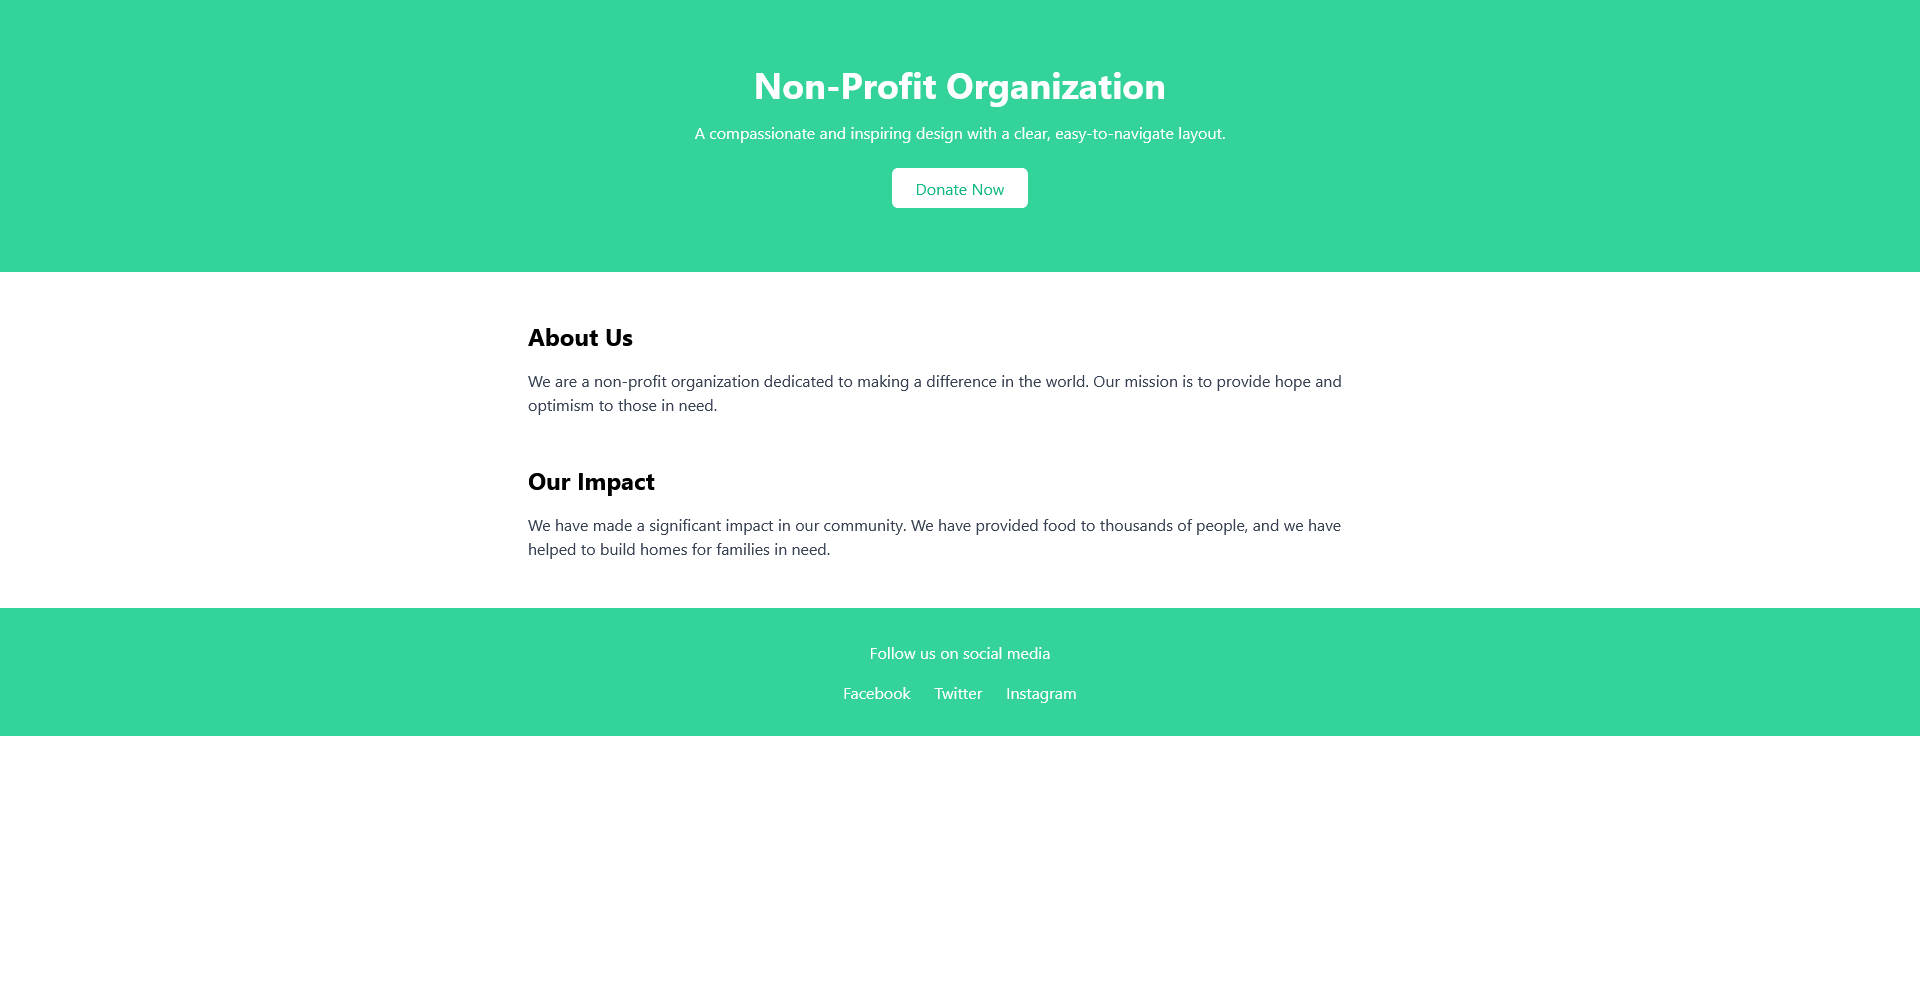 Non-Profit Organization
A compassionate and inspiring design with a clear, easy-to-navigate layout.
Donate Now
About Us
We are a non-profit organization dedicated to making a difference in the world. Our mission is to provide hope and
optimism to those in need.
Our Impact
We have made a significant impact in our community. We have provided food to thousands of people, and we have
helped to build homes for families in need.
Follow us on social media
Facebook Twitter Instagram